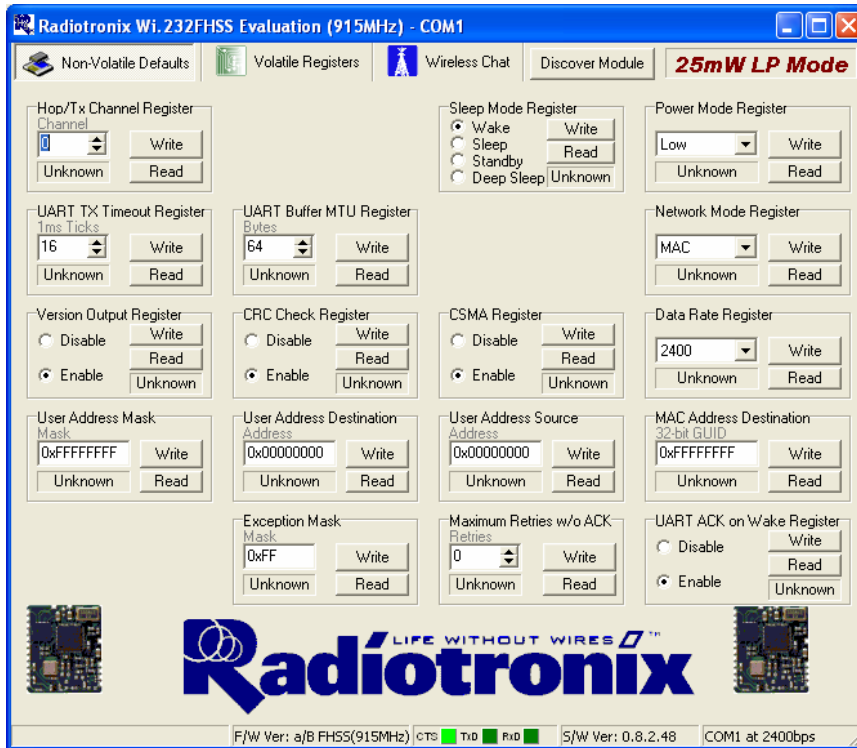 Radiotronix Wi.232FHSS Evaluation (915MHz) - COM1
Non-Volatile Defaults
Volatile Registers
Wireless Chat
Discover Module
25mW LP Mode
Hop/Tx Channel Register
Channel
0
Write
Unknown
Read
Sleep Mode Register
Wake
Sleep
Standby
Deep Sleep
Write
Read
Unknown
Power Mode Register
Low
Write
Unknown
Read
UART TX Timeout Register
1ms Ticks
16
Write
Unknown
Read
UART Buffer MTU Register
Bytes
64
Write
Unknown
Read
Network Mode Register
MAC
Write
Unknown
Read
Version Output Register
Disable
Enable
Write
Read
Unknown
CRC Check Register
Disable
Enable
Write
Read
Unknown
CSMA Register
Disable
Enable
Write
Read
Unknown
Data Rate Register
2400
Write
Unknown
Read
User Address Mask
Mask
0xFFFFFFFF
Write
Unknown
Read
User Address Destination
Address
0x00000000
Write
Unknown
Read
User Address Source
Address
0x00000000
Write
Unknown
Read
MAC Address Destination
32-bit GUID
0xFFFFFFFF
Write
Unknown
Read
Exception Mask
Mask
0xFF
Write
Unknown
Read
Maximum Retries w/o ACK
Retries
0
Write
Unknown
Read
UART ACK on Wake Register
Disable
Enable
Write
Read
Unknown
LIFE WITHOUT WIRES ™
Radiotronix
F/W Ver: a/B FHSS(915MHz) CTS TxD RxD S/W Ver: 0.8.2.48 COM1 at 2400bps